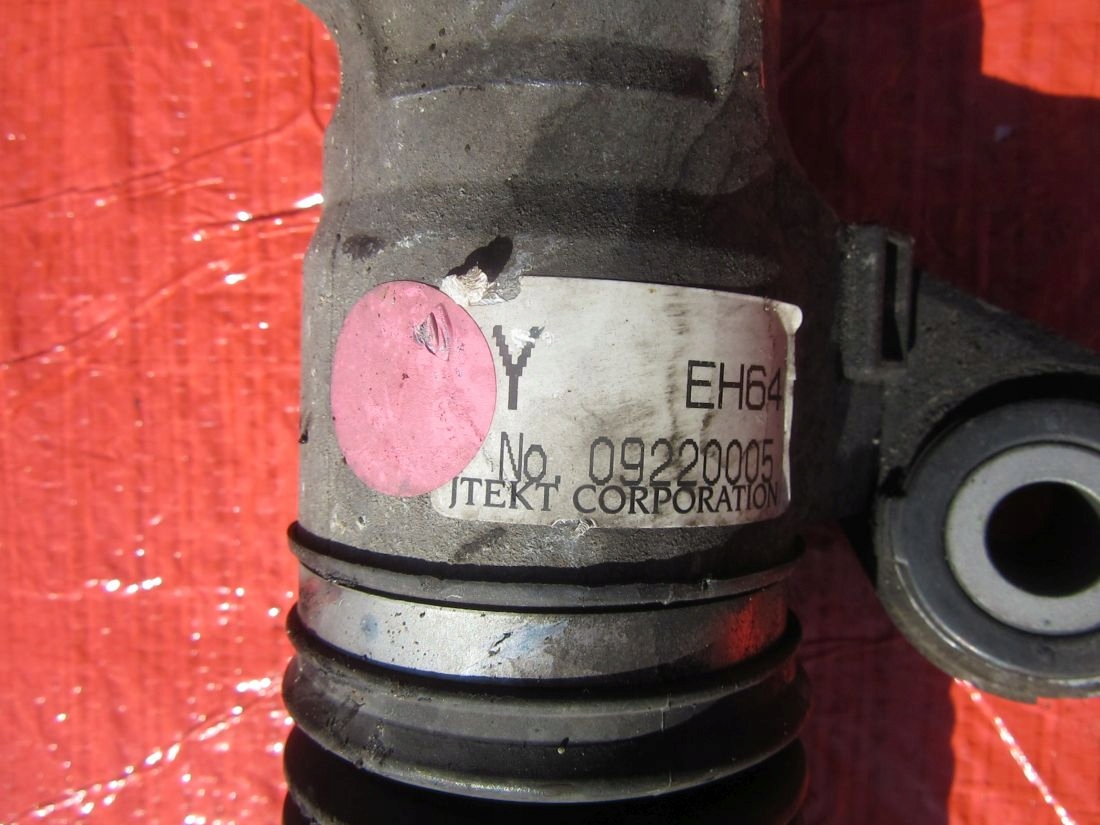 Y
EH64
No. 09220005
JTEKT CORPORATION